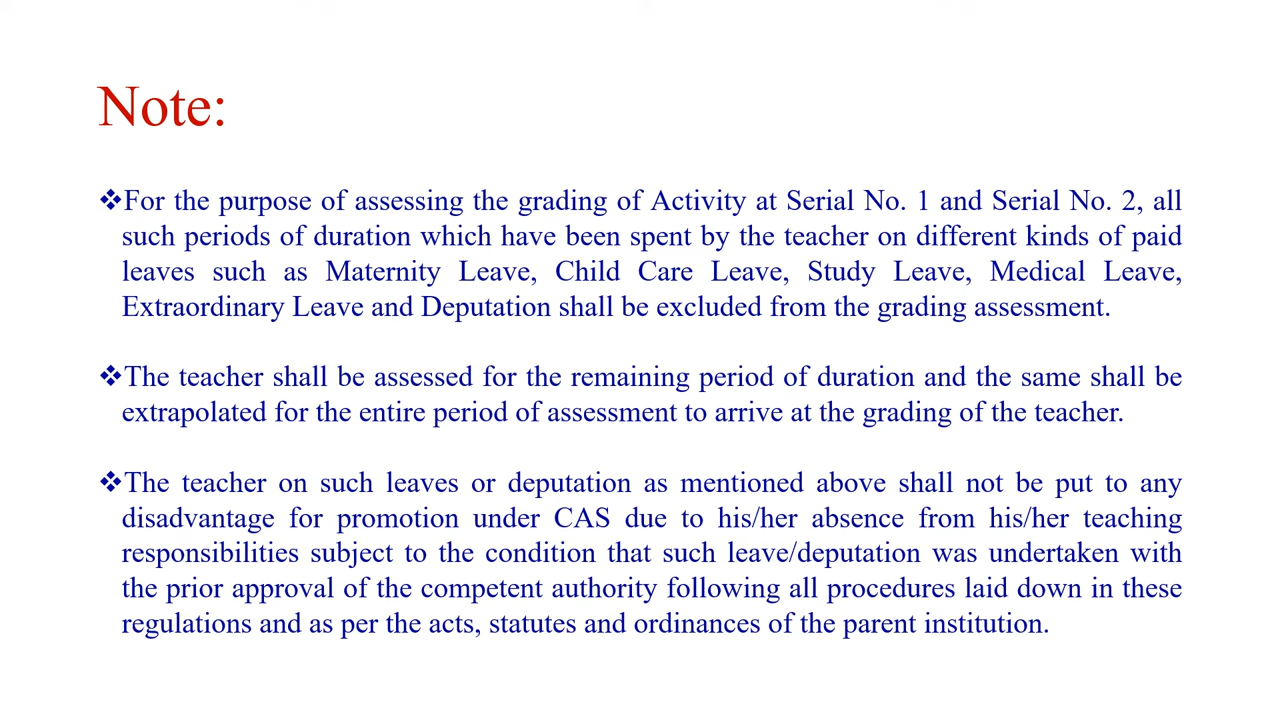 Note:
❖For the purpose of assessing the grading of Activity at Serial No. 1 and Serial No. 2, all
such periods of duration which have been spent by the teacher on different kinds of paid
leaves such as Maternity Leave, Child Care Leave, Study Leave, Medical Leave,
Extraordinary Leave and Deputation shall be excluded from the grading assessment.
❖The teacher shall be assessed for the remaining period of duration and the same shall be
extrapolated for the entire period of assessment to arrive at the grading of the teacher.
❖The teacher on such leaves or deputation as mentioned above shall not be put to any
disadvantage for promotion under CAS due to his/her absence from his/her teaching
responsibilities subject to the condition that such leave/deputation was undertaken with
the prior approval of the competent authority following all procedures laid down in these
regulations and as per the acts, statutes and ordinances of the parent institution.